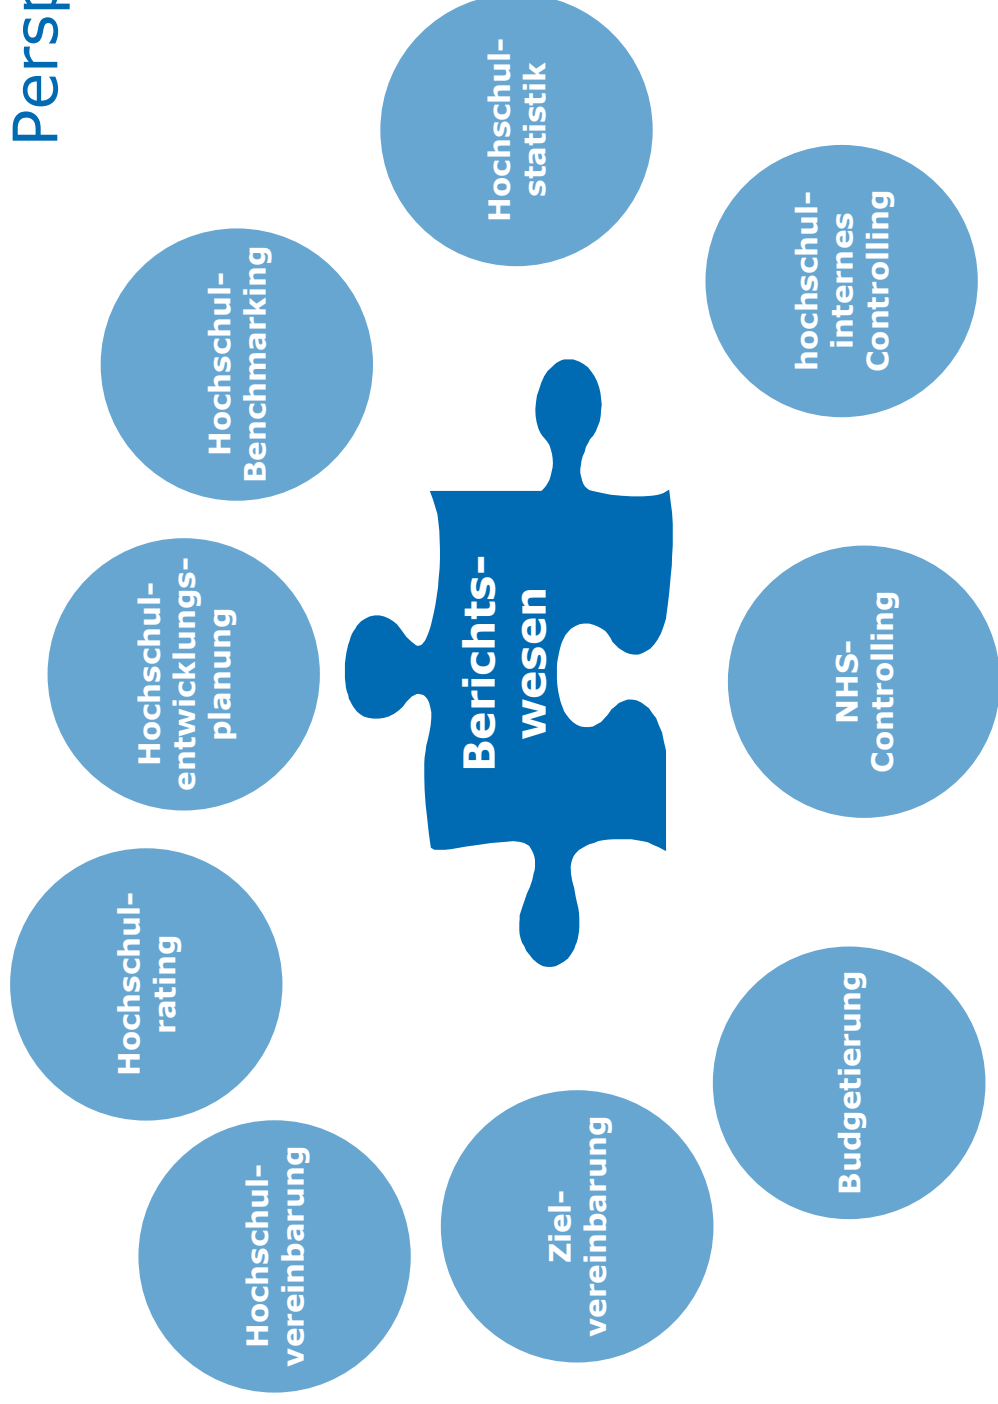 Persp
Hochschul-
vereinbarung
Hochschul-
rating
Hochschul-
entwicklungs-
planung
Hochschul-
Benchmarking
Hochschul-
statistik
Berichts-
wesen
Ziel-
vereinbarung
Budgetierung
NHS-
Controlling
hochschul-
internes
Controlling